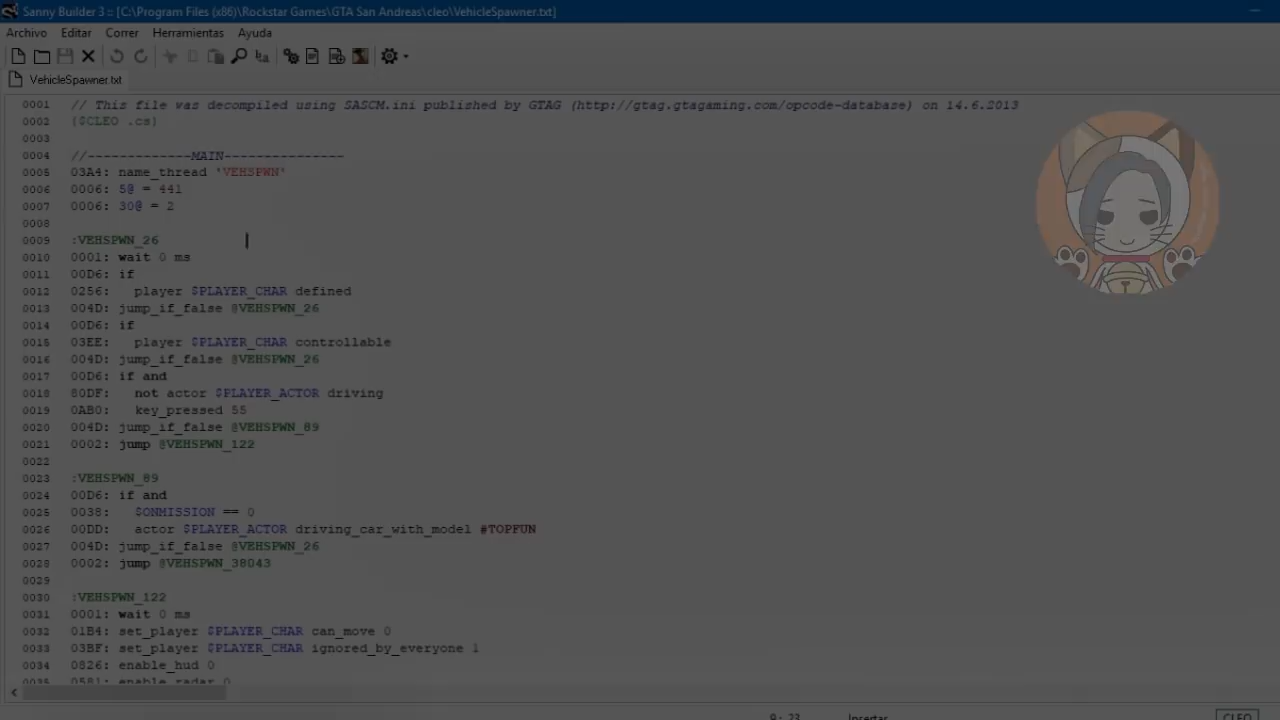 Sanny Builder 3 :: [C:\Program Files (x86)\Rockstar Games\GTA San Andreas\cleo\VehicleSpawner.txt]
Archivo Editar Correr Herramientas Ayuda
VehicleSpawner.txt
0001 // This file was decompiled using SASCM.ini published by GTAG (http://gtag.gtagaming.com/opcode-database) on 14.6.2013
0002 {$CLEO .cs}
0003
0004 //-------------MAIN---------------
0005 03A4: name_thread 'VEHSPWN'
0006 0006: 5@ = 441
0007 0006: 30@ = 2
0008
0009 :VEHSPWN_26
0010 0001: wait 0 ms
0011 00D6: if
0012 0256: player $PLAYER_CHAR defined
0013 004D: jump_if_false @VEHSPWN_26
0014 00D6: if
0015 03EE: player $PLAYER_CHAR controllable
0016 004D: jump_if_false @VEHSPWN_26
0017 00D6: if and
0018 80DF: not actor $PLAYER_ACTOR driving
0019 0AB0: key_pressed 55
0020 004D: jump_if_false @VEHSPWN_89
0021 0002: jump @VEHSPWN_122
0022
0023 :VEHSPWN_89
0024 00D6: if and
0025 0038: $ONMISSION == 0
0026 00DD: actor $PLAYER_ACTOR driving_car_with_model #TOPFUN
0027 004D: jump_if_false @VEHSPWN_26
0028 0002: jump @VEHSPWN_38043
0029
0030 :VEHSPWN_122
0031 0001: wait 0 ms
0032 01B4: set_player $PLAYER_CHAR can_move 0
0033 03BF: set_player $PLAYER_CHAR ignored_by_everyone 1
0034 0826: enable_hud 0
0035 0581: enable_radar 0
9: 23 Insertar CLEO